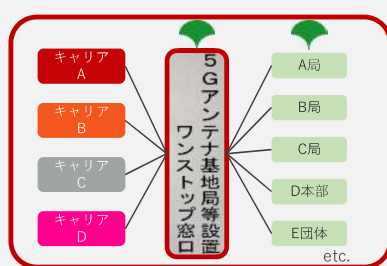 キャリア
A
キャリア
B
キャリア
C
キャリア
D
5Gアンテナ基地局等設置
ワンストップ窓口
A局
B局
C局
D本部
E団体
etc.